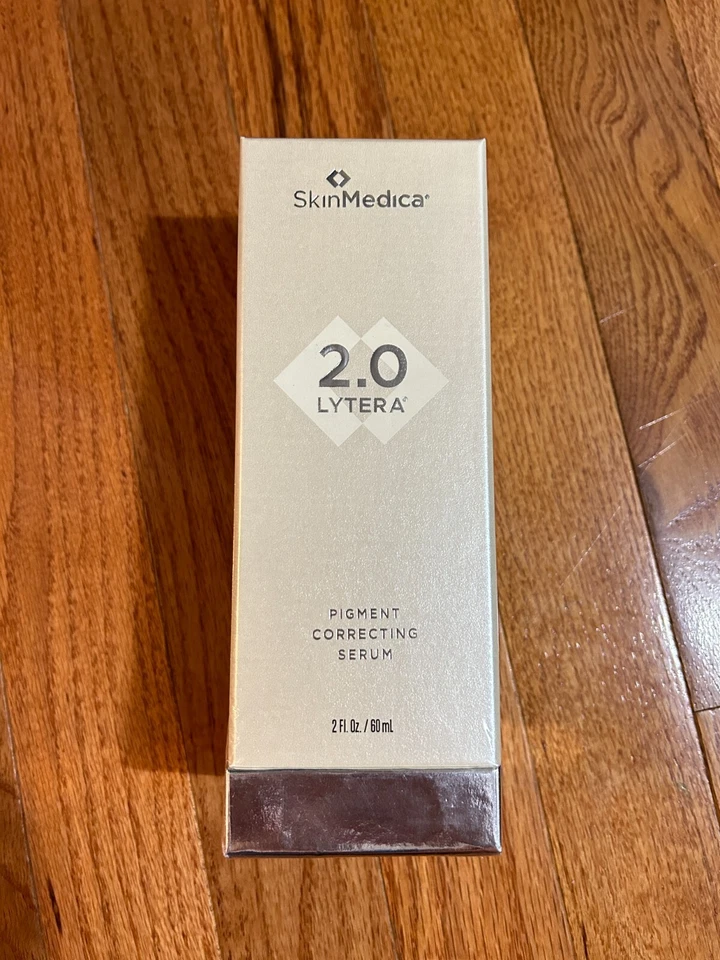 SkinMedica®
2.0
LYTERA®
PIGMENT
CORRECTING
SERUM
2 Fl. Oz. / 60 mL